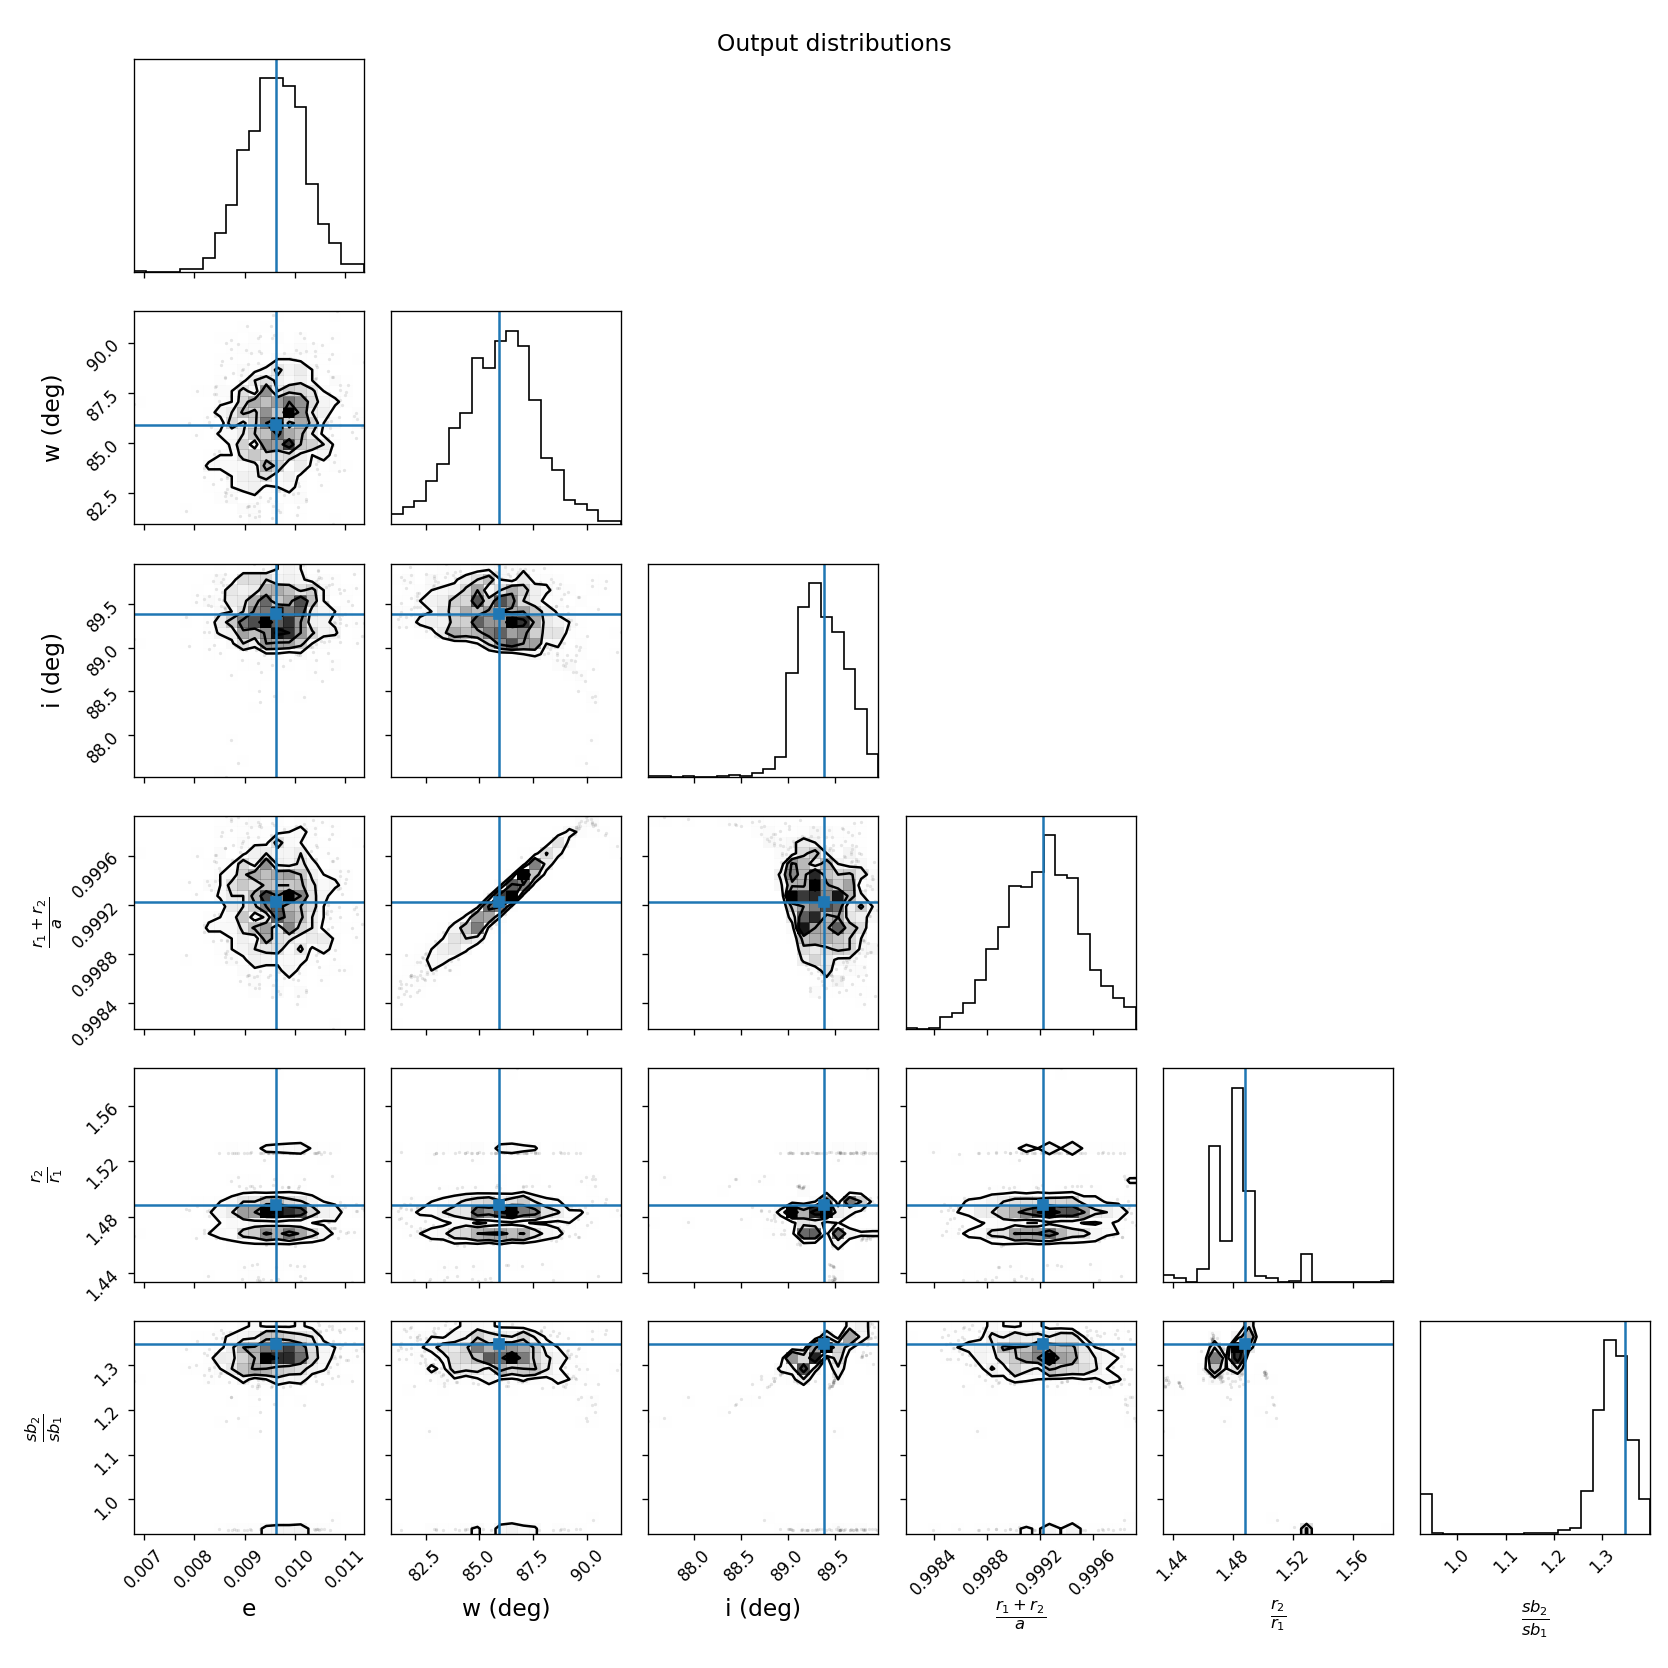 Output distributions
90.0
87.5
85.0
82.5
w (deg)
89.5
89.0
88.5
88.0
i (deg)
0.9996
0.9992
0.9988
0.9984
r₁ + r₂
a
1.56
1.52
1.48
1.44
r₂
r₁
1.3
1.2
1.1
1.0
sb₂
sb₁
0.007 0.008 0.009 0.010 0.011 82.5 85.0 87.5 90.0 88.0 88.5 89.0 89.5 0.9984 0.9988 0.9992 0.9996 1.44 1.48 1.52 1.56 1.0 1.1 1.2 1.3
e w (deg) i (deg)
r₁ + r₂
a
r₂
r₁
sb₂
sb₁